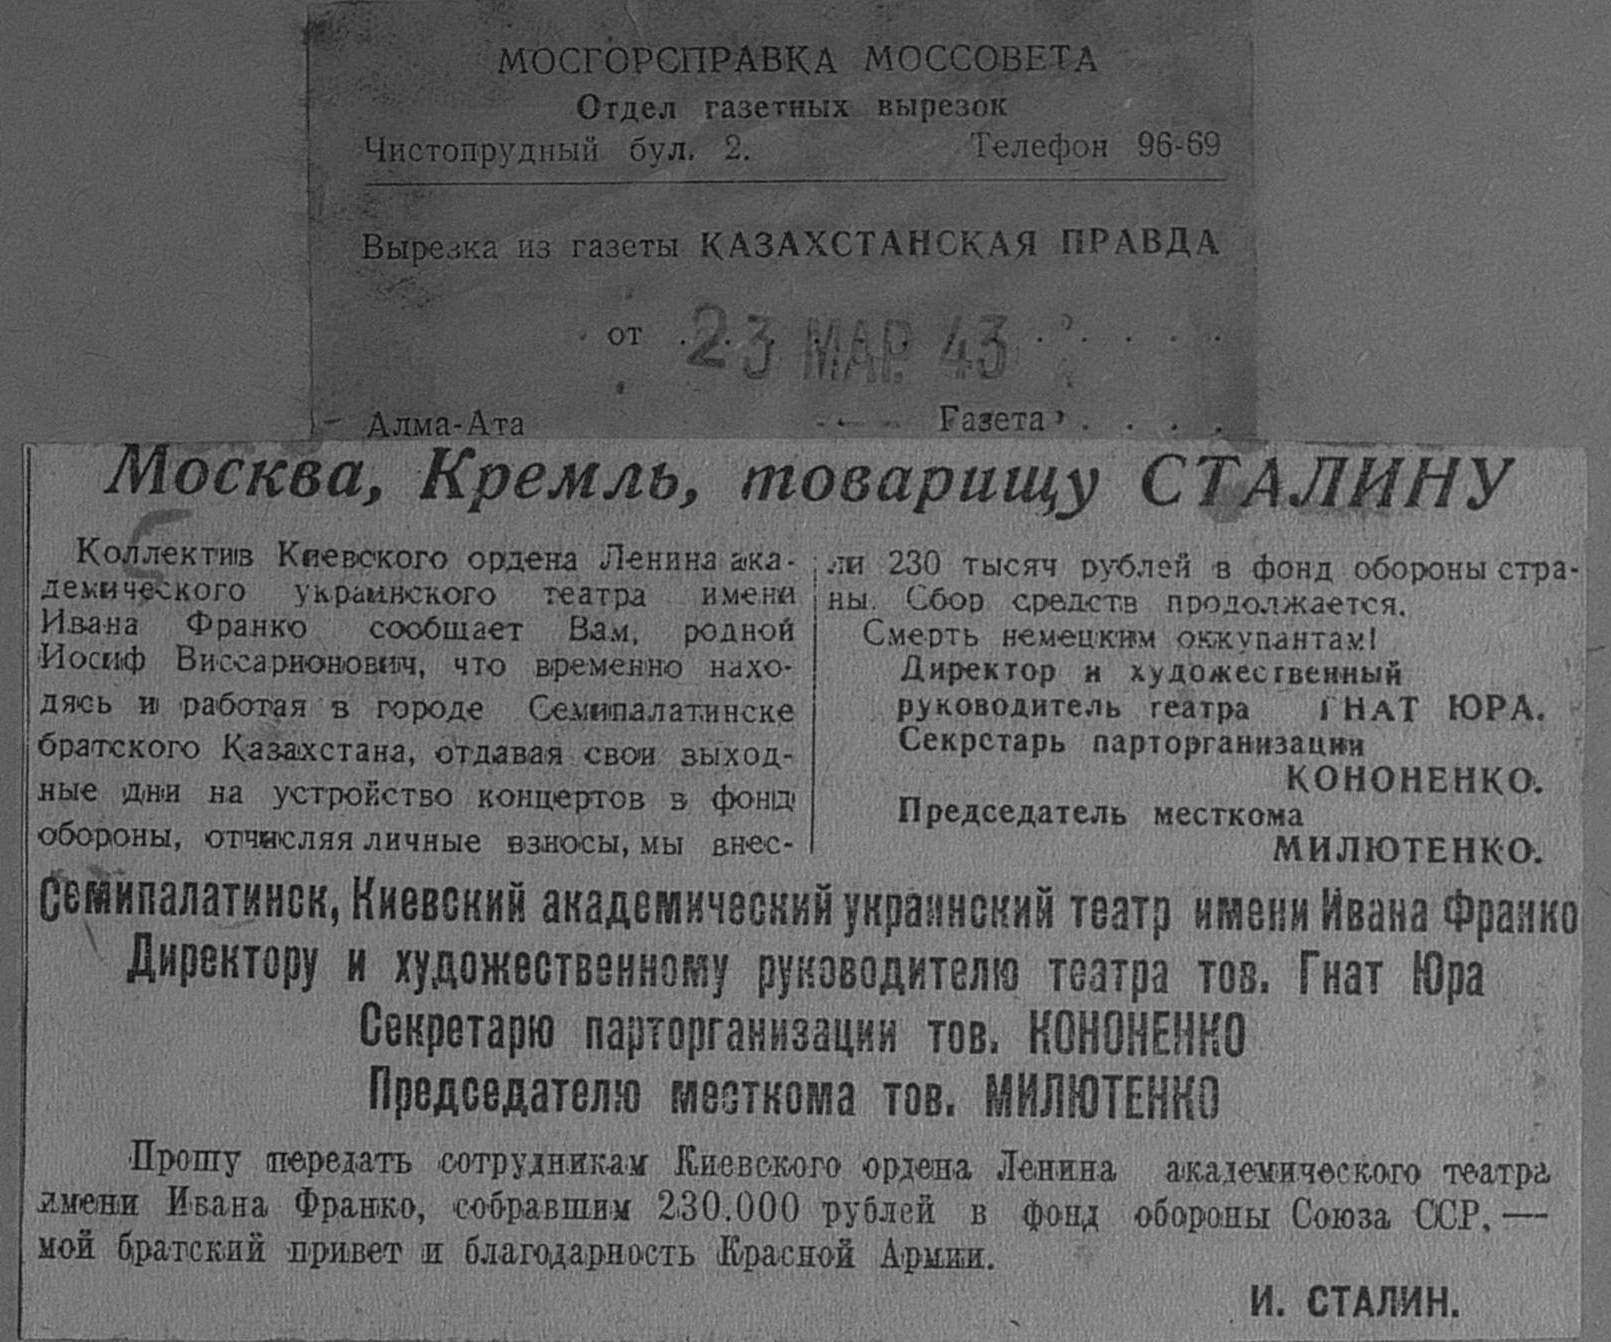 МОСГОРСПРАВКА МОССОВЕТА
Отдел газетных вырезок
Чистопрудный бул. 2. Телефон 96-69
Вырезка из газеты КАЗАХСТАНСКАЯ ПРАВДА
от 23 МАР. 43
Алма-Ата Газета
Москва, Кремль, товарищу СТАЛИНУ
Коллектив Киевского ордена Ленина ака-
демического украинского театра имени
Ивана Франко сообщает Вам, родной
Иосиф Виссарионович, что временно нахо-
дясь и работая в городе Семипалатинске
братского Казахстана, отдавая свои выход-
ные дни на устройство концертов в фонд
обороны, отчисляя личные взносы, мы внес-
ли 230 тысяч рублей в фонд обороны стра-
ны. Сбор средств продолжается.
Смерть немецким оккупантам!
Директор и художественный
руководитель театра ГНАТ ЮРА.
Секретарь парторганизации
КОНОНЕНКО.
Председатель месткома
МИЛЮТЕНКО.
Семипалатинск, Киевский академический украинский театр имени Ивана Франко
Директору и художественному руководителю театра тов. Гнат Юра
Секретарю парторганизации тов. КОНОНЕНКО
Председателю месткома тов. МИЛЮТЕНКО
Прошу передать сотрудникам Киевского ордена Ленина академического театра
имени Ивана Франко, собравшим 230.000 рублей в фонд обороны Союза ССР, —
мой братский привет и благодарность Красной Армии.
И. СТАЛИН.